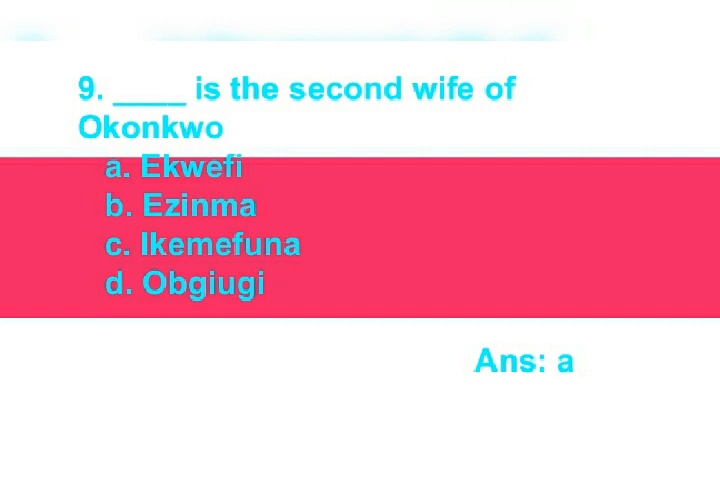 9. ____ is the second wife of
Okonkwo
a. Ekwefi
b. Ezinma
c. Ikemefuna
d. Obgiugi
Ans: a